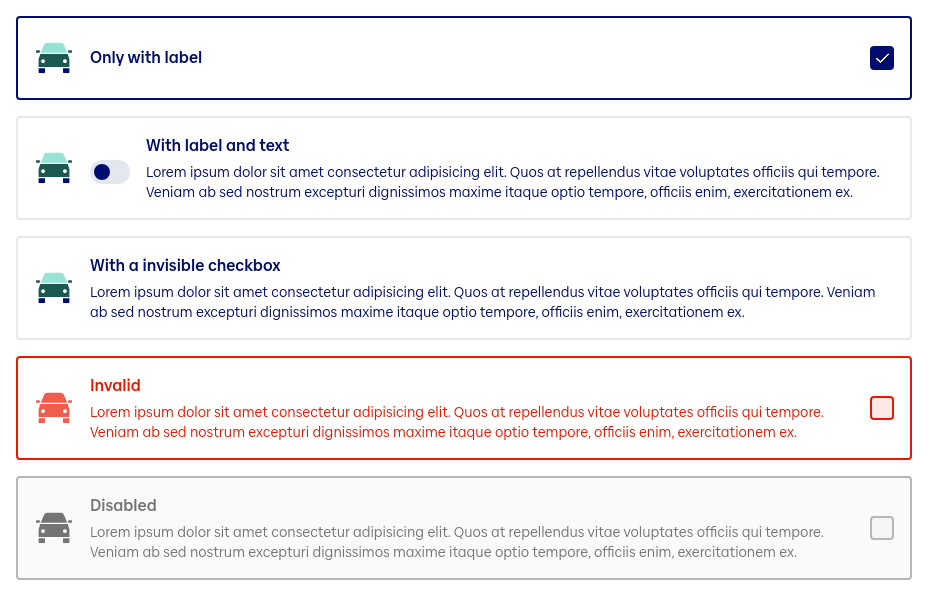 Only with label
With label and text
Lorem ipsum dolor sit amet consectetur adipisicing elit. Quos at repellendus vitae voluptates officiis qui tempore.
Veniam ab sed nostrum excepturi dignissimos maxime itaque optio tempore, officiis enim, exercitationem ex.
With a invisible checkbox
Lorem ipsum dolor sit amet consectetur adipisicing elit. Quos at repellendus vitae voluptates officiis qui tempore. Veniam
ab sed nostrum excepturi dignissimos maxime itaque optio tempore, officiis enim, exercitationem ex.
Invalid
Lorem ipsum dolor sit amet consectetur adipisicing elit. Quos at repellendus vitae voluptates officiis qui tempore.
Veniam ab sed nostrum excepturi dignissimos maxime itaque optio tempore, officiis enim, exercitationem ex.
Disabled
Lorem ipsum dolor sit amet consectetur adipisicing elit. Quos at repellendus vitae voluptates officiis qui tempore.
Veniam ab sed nostrum excepturi dignissimos maxime itaque optio tempore, officiis enim, exercitationem ex.